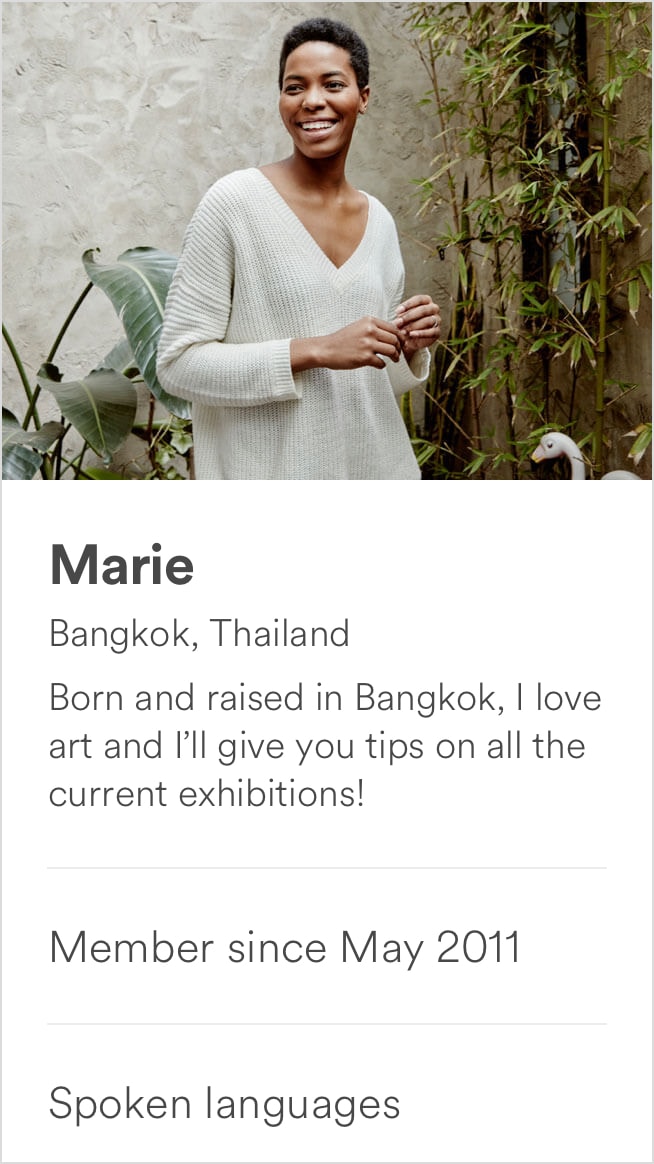 Marie
Bangkok, Thailand
Born and raised in Bangkok, I love
art and I’ll give you tips on all the
current exhibitions!
Member since May 2011
Spoken languages